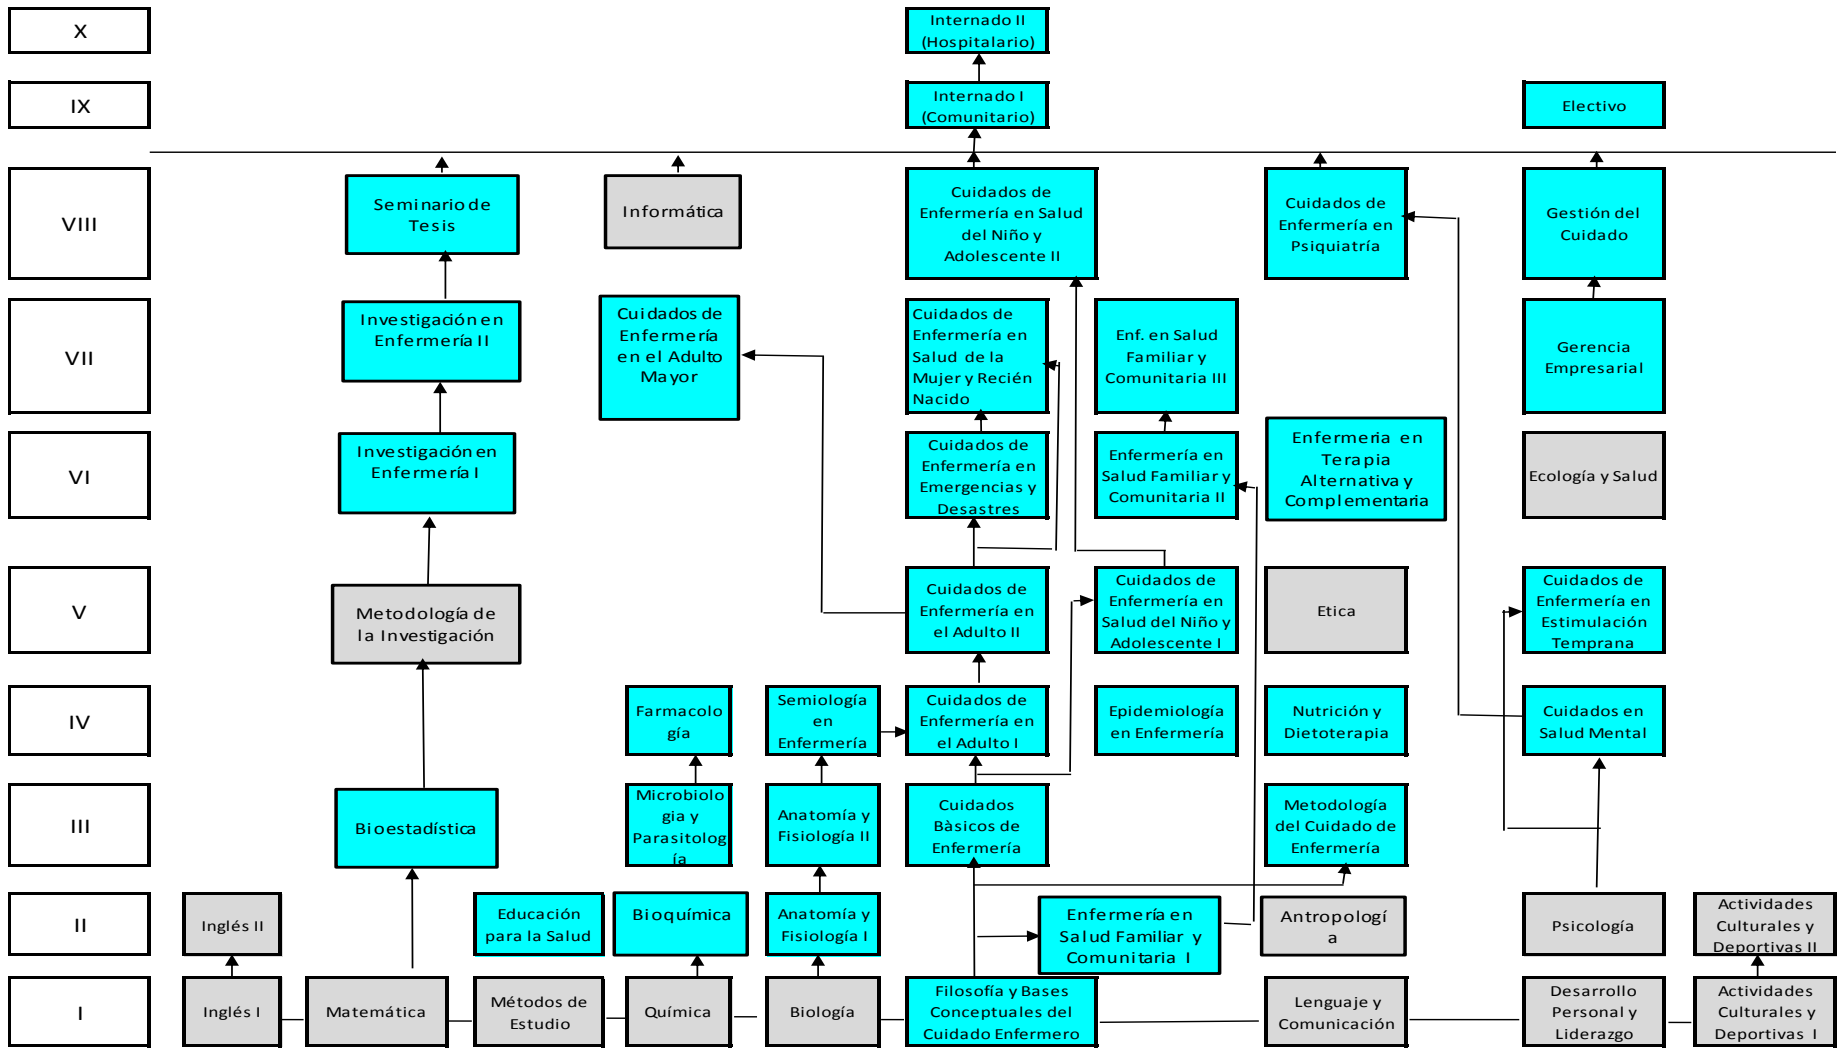 X
Internado II
(Hospitalario)
IX
Internado I
(Comunitario)
Electivo
VIII
Seminario de
Tesis
Informática
Cuidados de
Enfermería en Salud
del Niño y
Adolescente II
Cuidados de
Enfermería en
Psiquiatría
Gestión del
Cuidado
VII
Investigación en
Enfermería II
Cuidados de
Enfermería
en el Adulto
Mayor
Cuidados de
Enfermería en
Salud de la
Mujer y Recién
Nacido
Enf. en Salud
Familiar y
Comunitaria III
Gerencia
Empresarial
VI
Investigación en
Enfermería I
Cuidados de
Enfermería en
Emergencias y
Desastres
Enfermería en
Salud Familiar y
Comunitaria II
Enfermeria en
Terapia
Alternativa y
Complementaria
Ecología y Salud
V
Metodología de
la Investigación
Cuidados de
Enfermería en
el Adulto II
Cuidados de
Enfermería en
Salud del Niño y
Adolescente I
Etica
Cuidados de
Enfermería en
Estimulación
Temprana
IV
Farmacolo
gía
Semiología
en
Enfermería
Cuidados de
Enfermería en
el Adulto I
Epidemiología
en Enfermería
Nutrición y
Dietoterapia
Cuidados en
Salud Mental
III
Bioestadística
Microbiolo
gia y
Parasitolog
ía
Anatomía y
Fisiología II
Cuidados
Bàsicos de
Enfermería
Metodología
del Cuidado de
Enfermería
II
Inglés II
Educación
para la Salud
Bioquímica
Anatomía y
Fisiología I
Enfermería en
Salud Familiar y
Comunitaria I
Antropologí
a
Psicología
Actividades
Culturales y
Deportivas II
I
Inglés I
Matemática
Métodos de
Estudio
Química
Biología
Filosofía y Bases
Conceptuales del
Cuidado Enfermero
Lenguaje y
Comunicación
Desarrollo
Personal y
Liderazgo
Actividades
Culturales y
Deportivas I